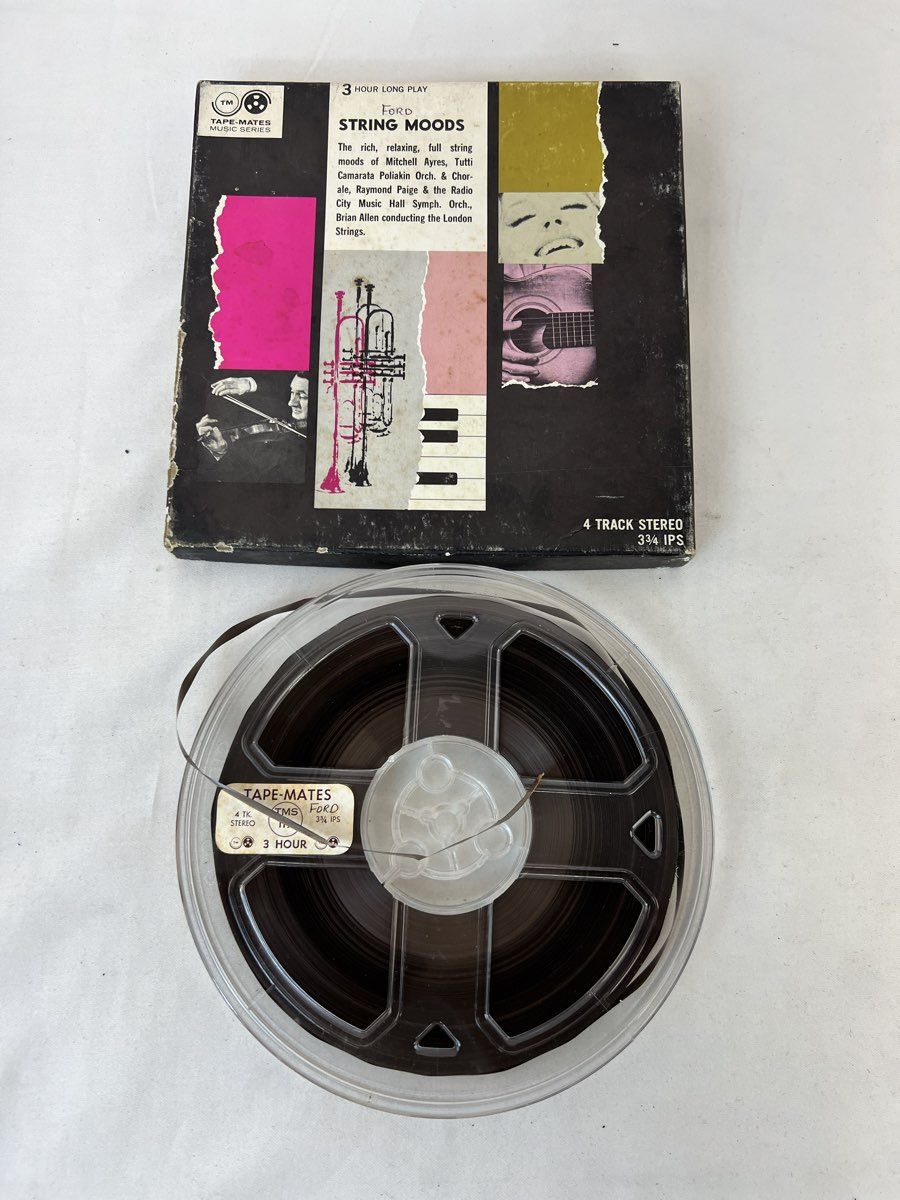 TM
TAPE-MATES
MUSIC SERIES
3 HOUR LONG PLAY
FORD
STRING MOODS
The rich, relaxing, full string
moods of Mitchell Ayres, Tutti
Camarata Poliakin Orch. & Chor-
ale, Raymond Paige & the Radio
City Music Hall Symph. Orch.,
Brian Allen conducting the London
Strings.
4 TRACK STEREO
3¾ IPS
TAPE-MATES
4 TK. STEREO
TMS
FORD
3¾ IPS
3 HOUR